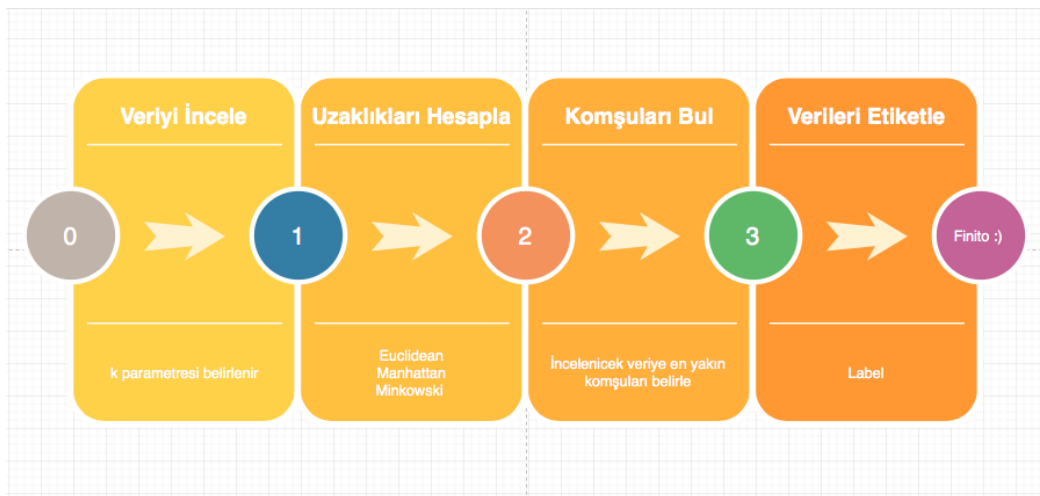 Veriyi İncele
Uzaklıkları Hesapla
Komşuları Bul
Verileri Etiketle
0
1
2
3
Finito :)
k parametresi belirlenir
Euclidean
Manhattan
Minkowski
İncelenicek veriye en yakın
komşuları belirle
Label